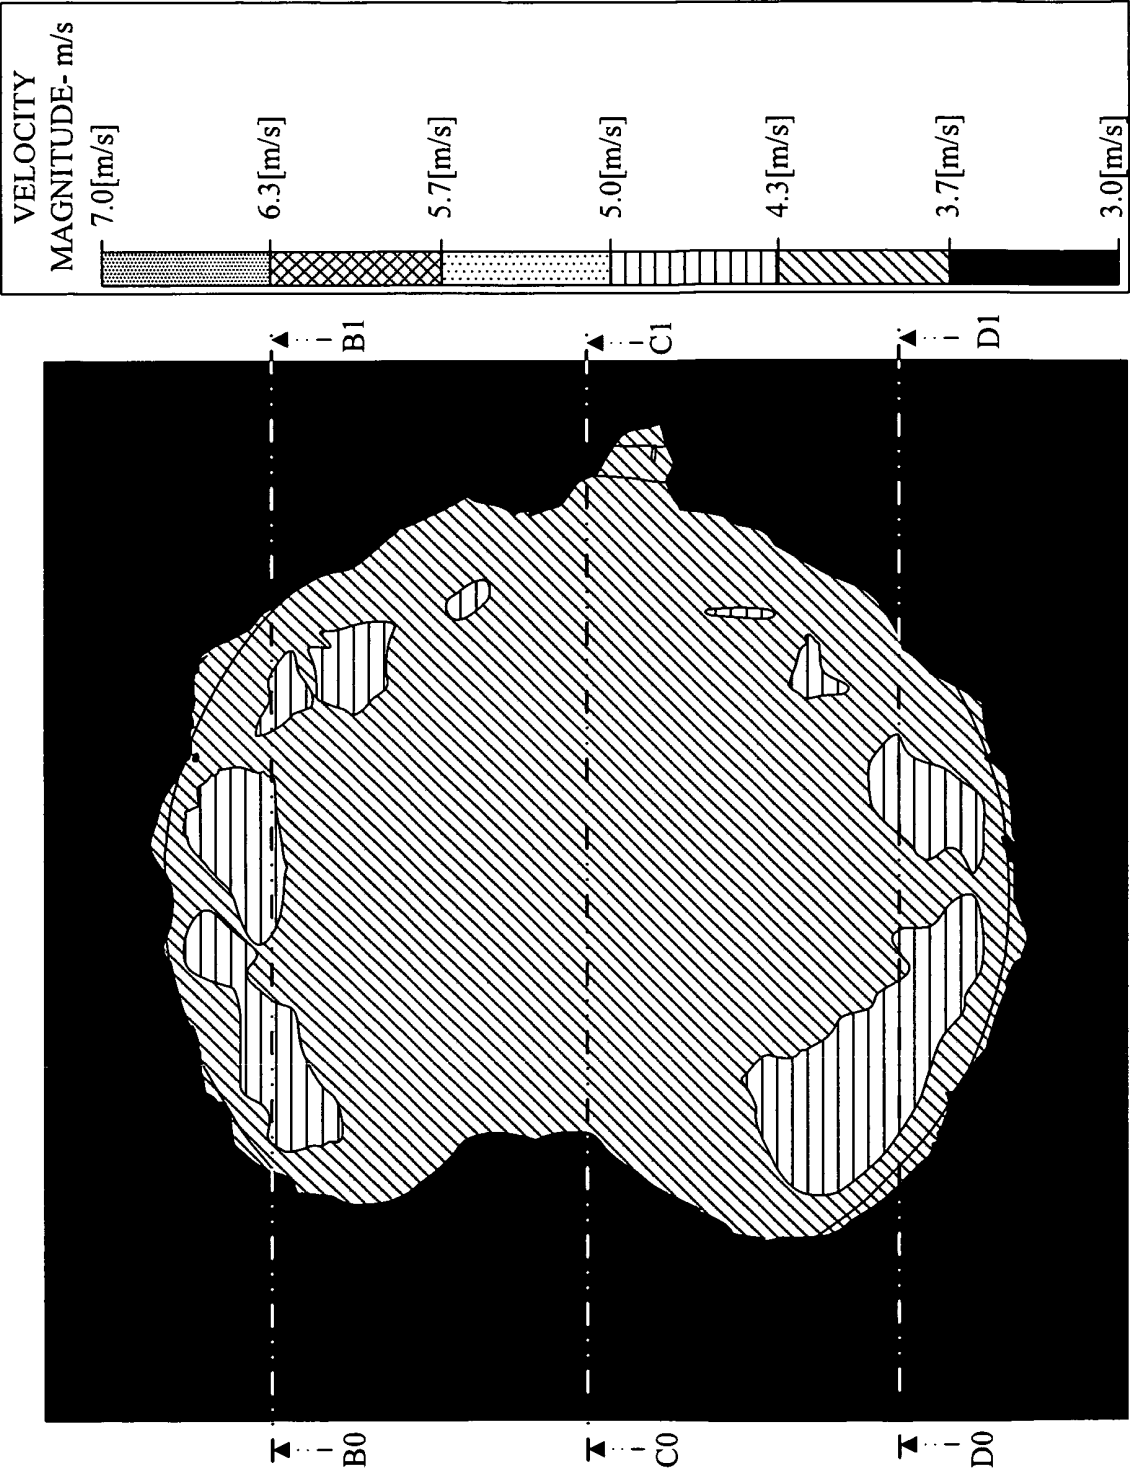 VELOCITY
MAGNITUDE- m/s
7.0[m/s]
6.3[m/s]
5.7[m/s]
5.0[m/s]
4.3[m/s]
3.7[m/s]
3.0[m/s]
B1
C1
D1
B0
C0
D0